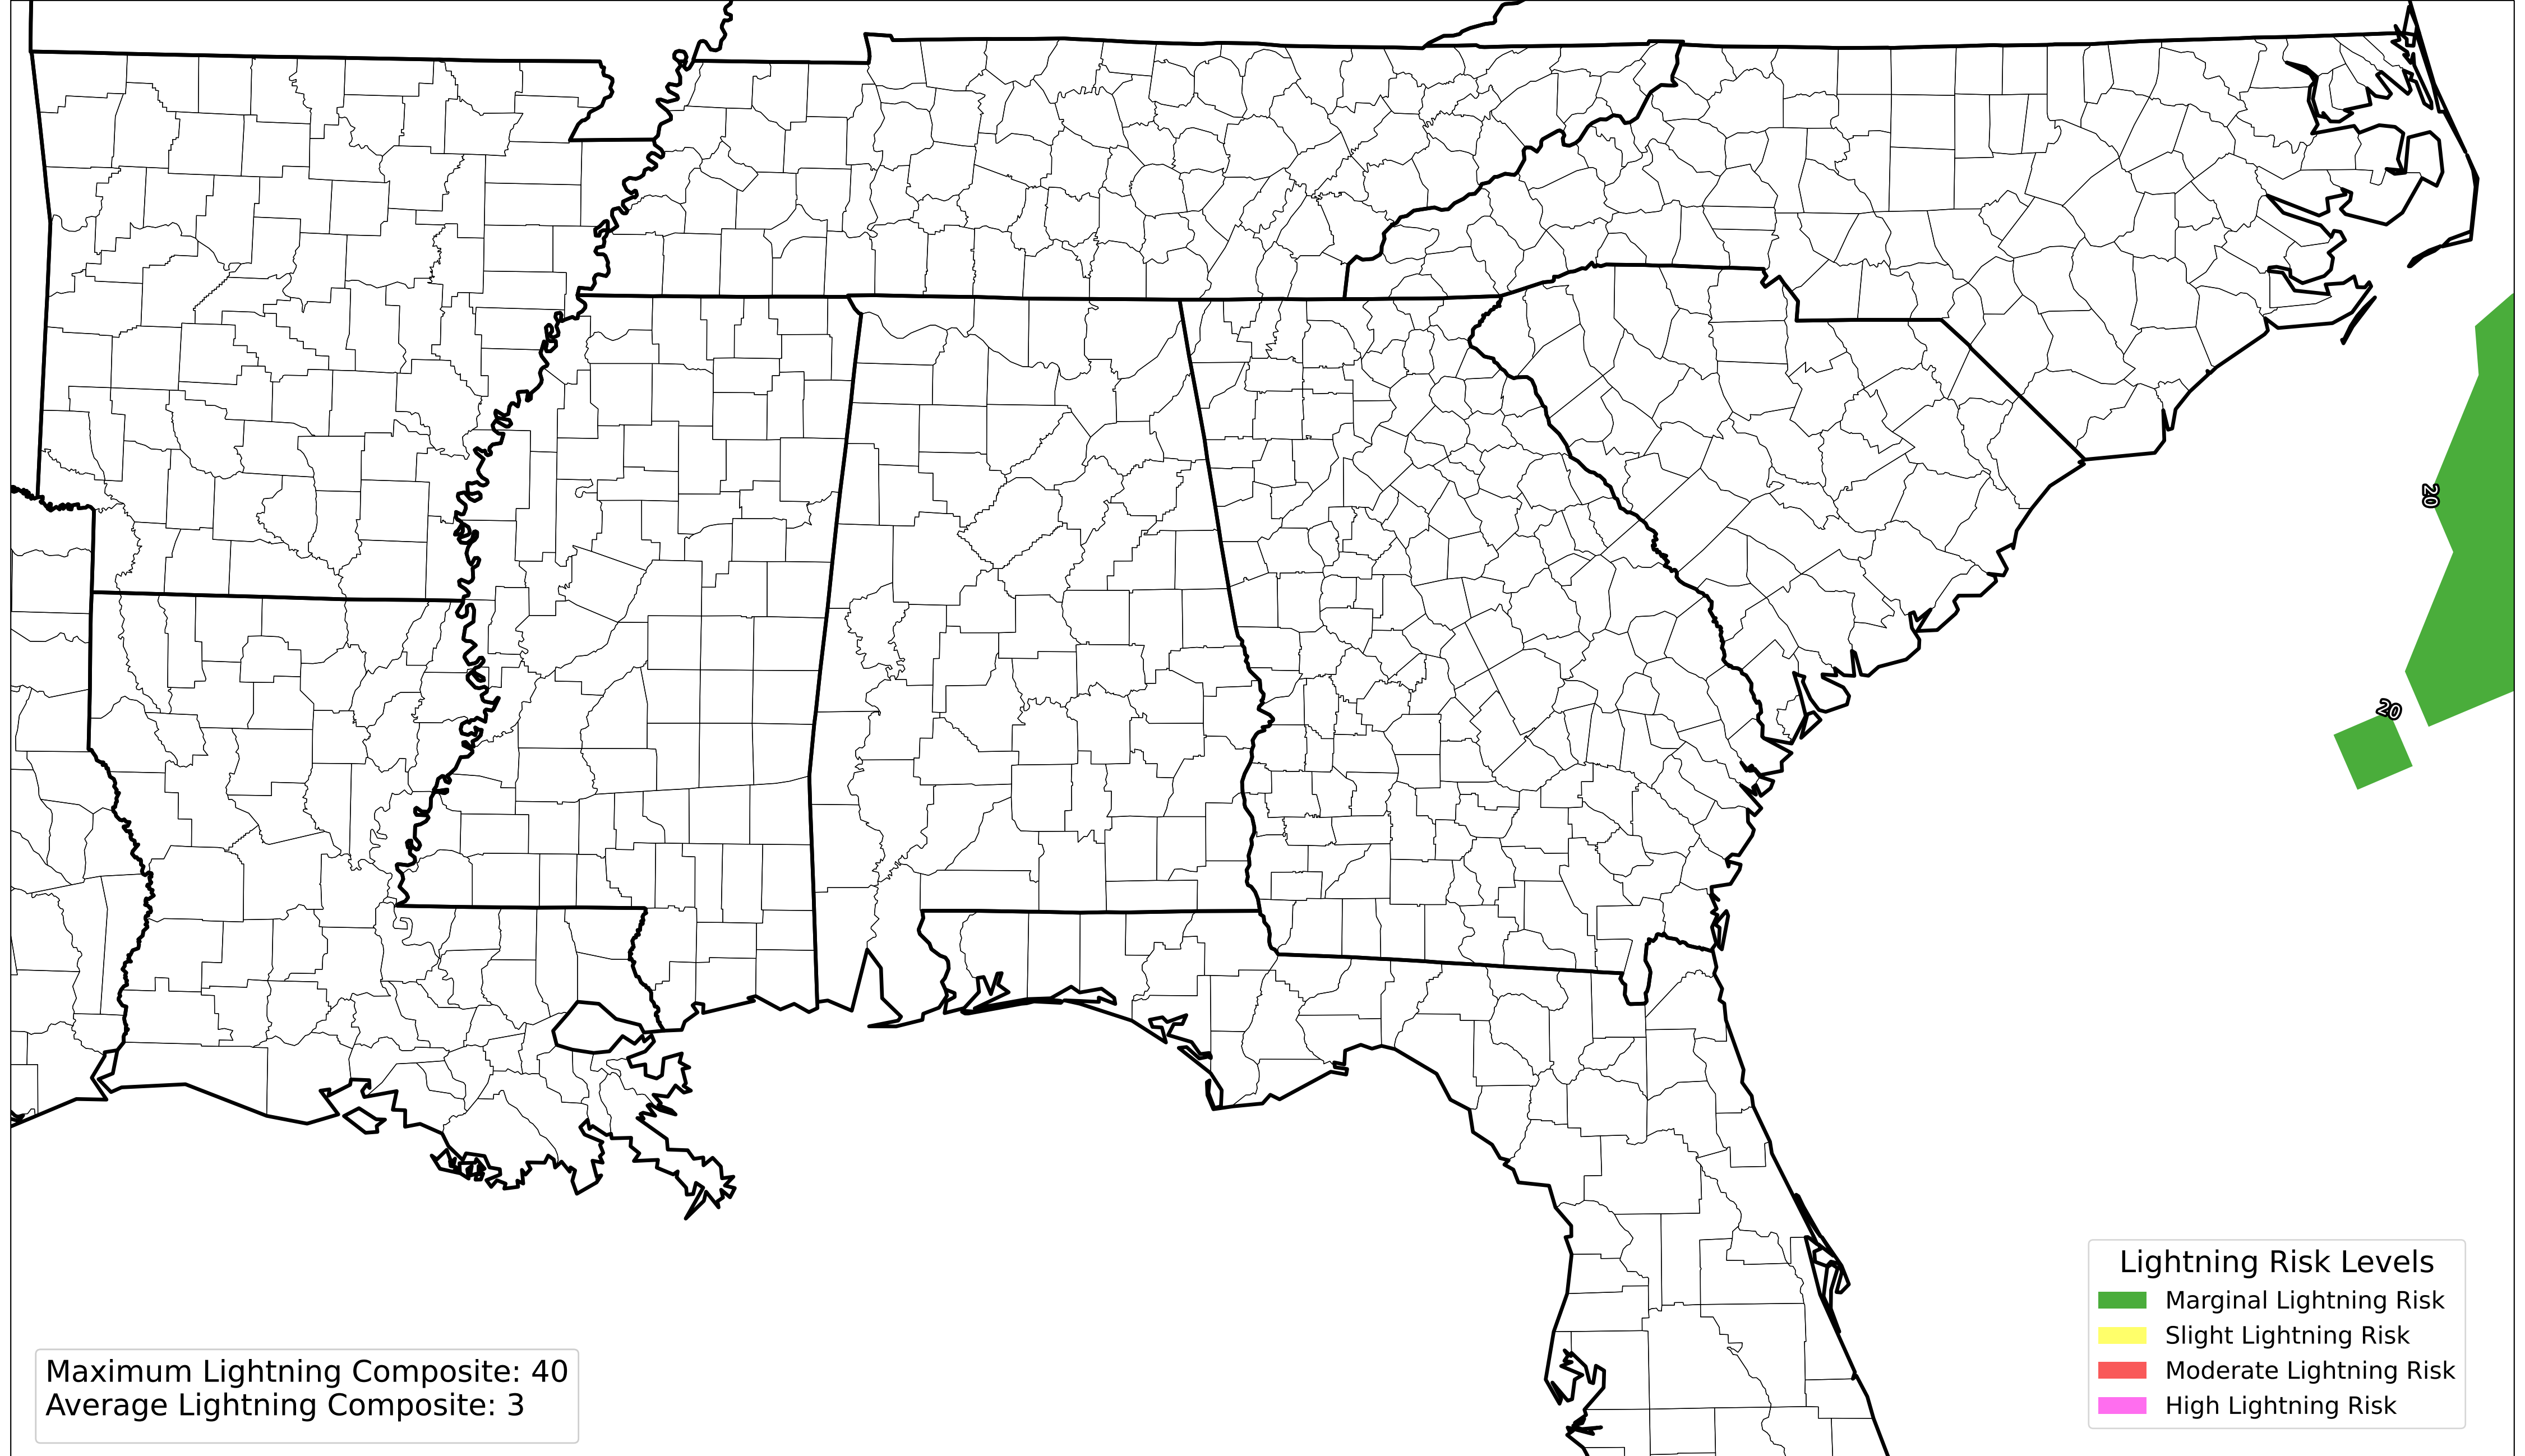 20
20
Lightning Risk Levels
Marginal Lightning Risk
Slight Lightning Risk
Moderate Lightning Risk
High Lightning Risk
Maximum Lightning Composite: 40
Average Lightning Composite: 3